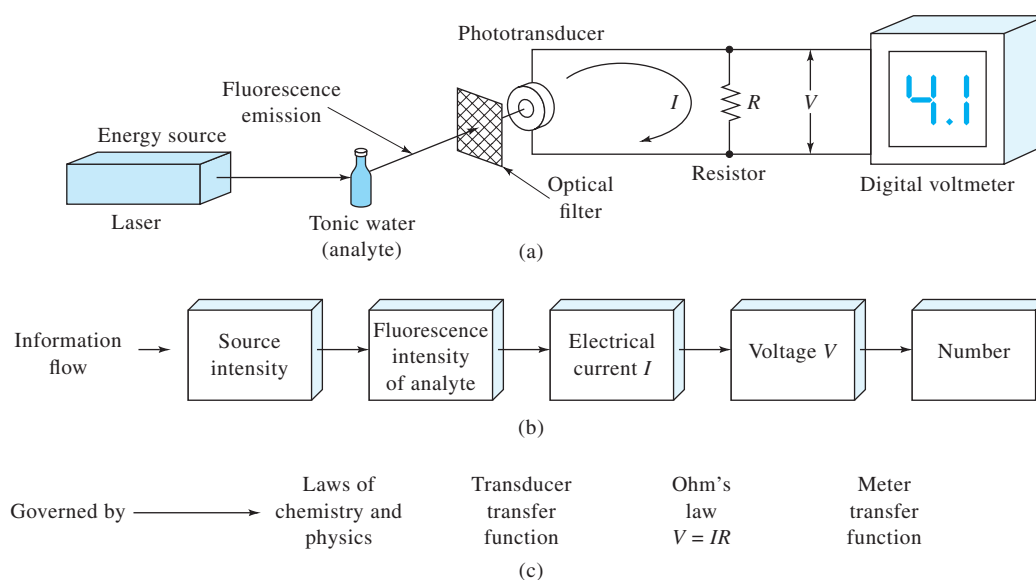 Phototransducer
Fluorescence
emission
Energy source
I
R
V
4.1
Laser
Tonic water
(analyte)
Optical
filter
Resistor
Digital voltmeter
(a)
Information
flow
Source
intensity
Fluorescence
intensity
of analyte
Electrical
current I
Voltage V
Number
(b)
Governed by
Laws of
chemistry and
physics
Transducer
transfer
function
Ohm's
law
V = IR
Meter
transfer
function
(c)